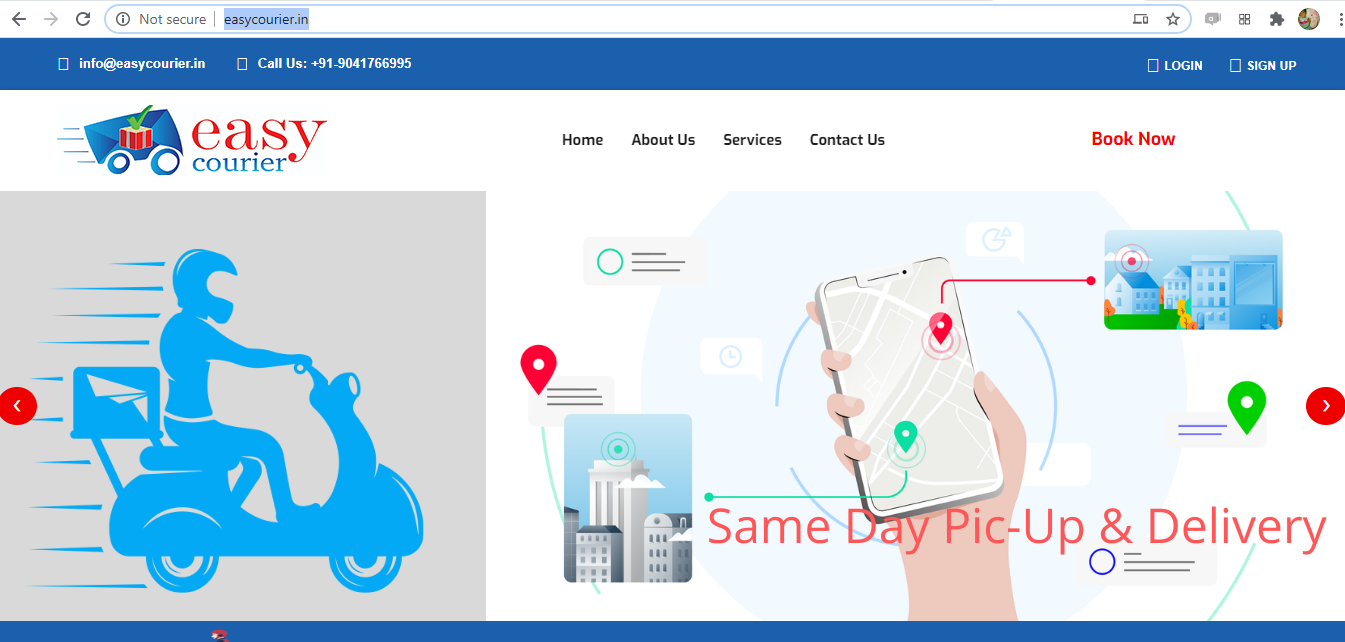 Not secure | easycourier.in
info@easycourier.in Call Us: +91-9041766995 LOGIN SIGN UP
easy
courier
Home About Us Services Contact Us Book Now
Same Day Pic-Up & Delivery